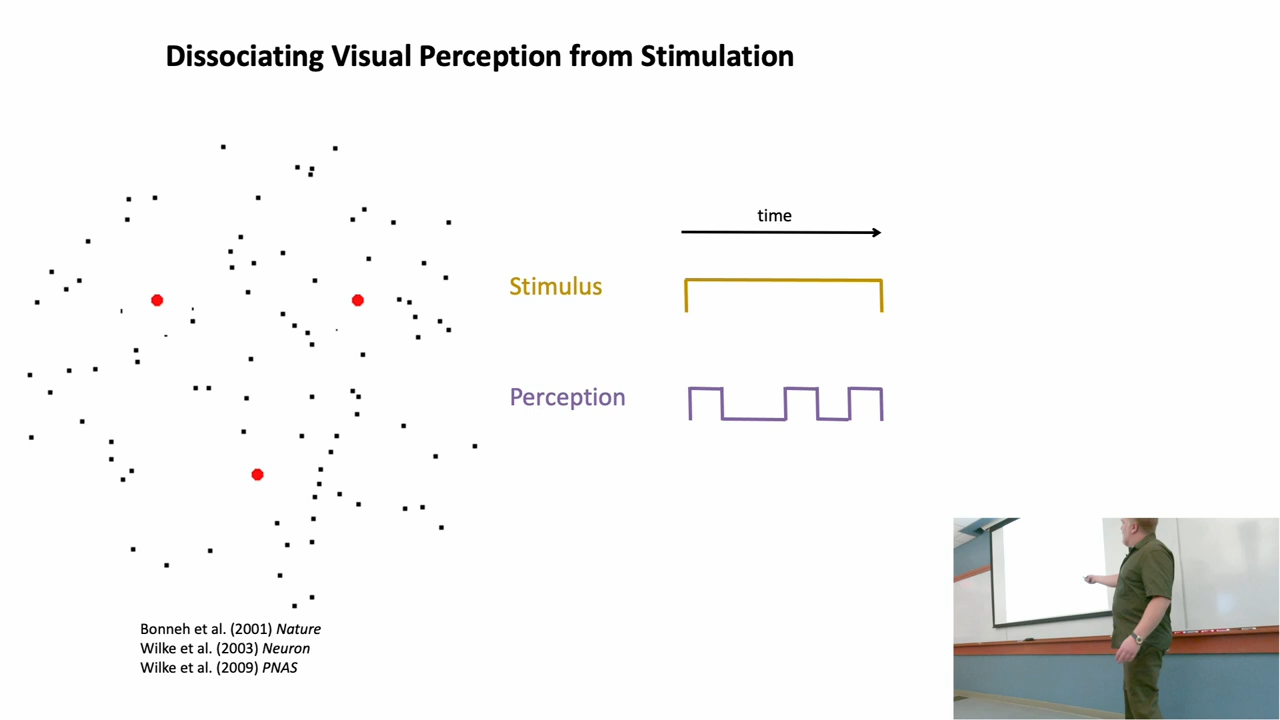 Dissociating Visual Perception from Stimulation
time
Stimulus
Perception
Bonneh et al. (2001) Nature
Wilke et al. (2003) Neuron
Wilke et al. (2009) PNAS